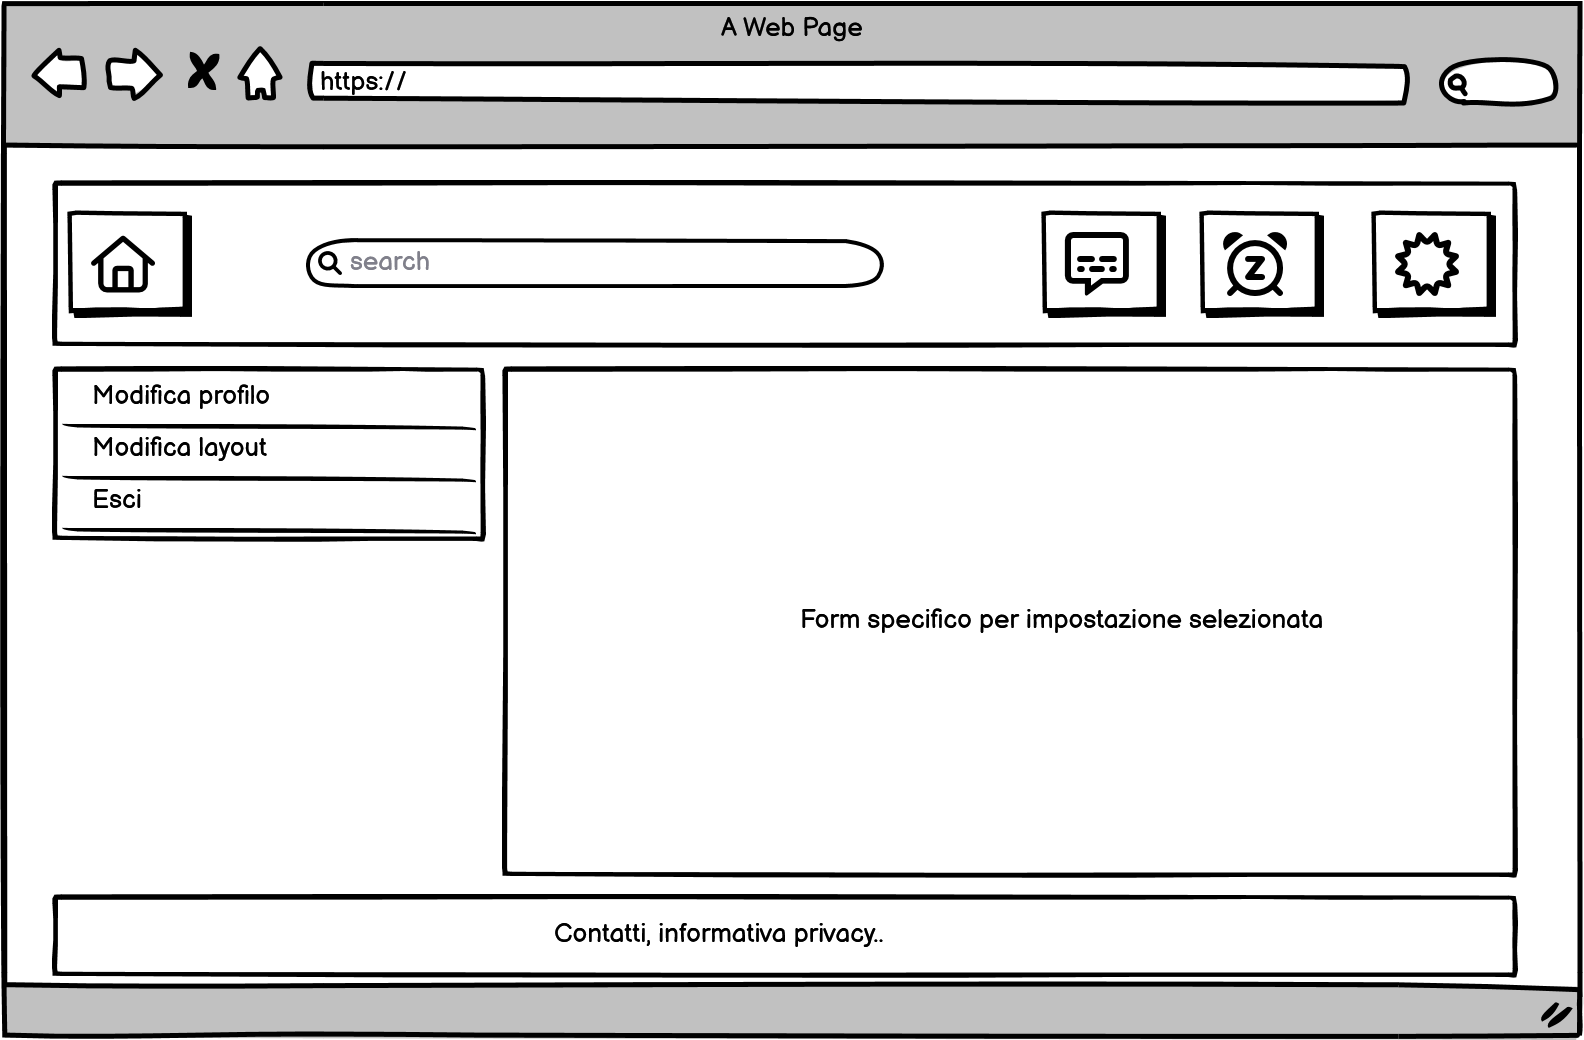 A Web Page
https://
search
Modifica profilo
Modifica layout
Esci
Form specifico per impostazione selezionata
Contatti, informativa privacy..